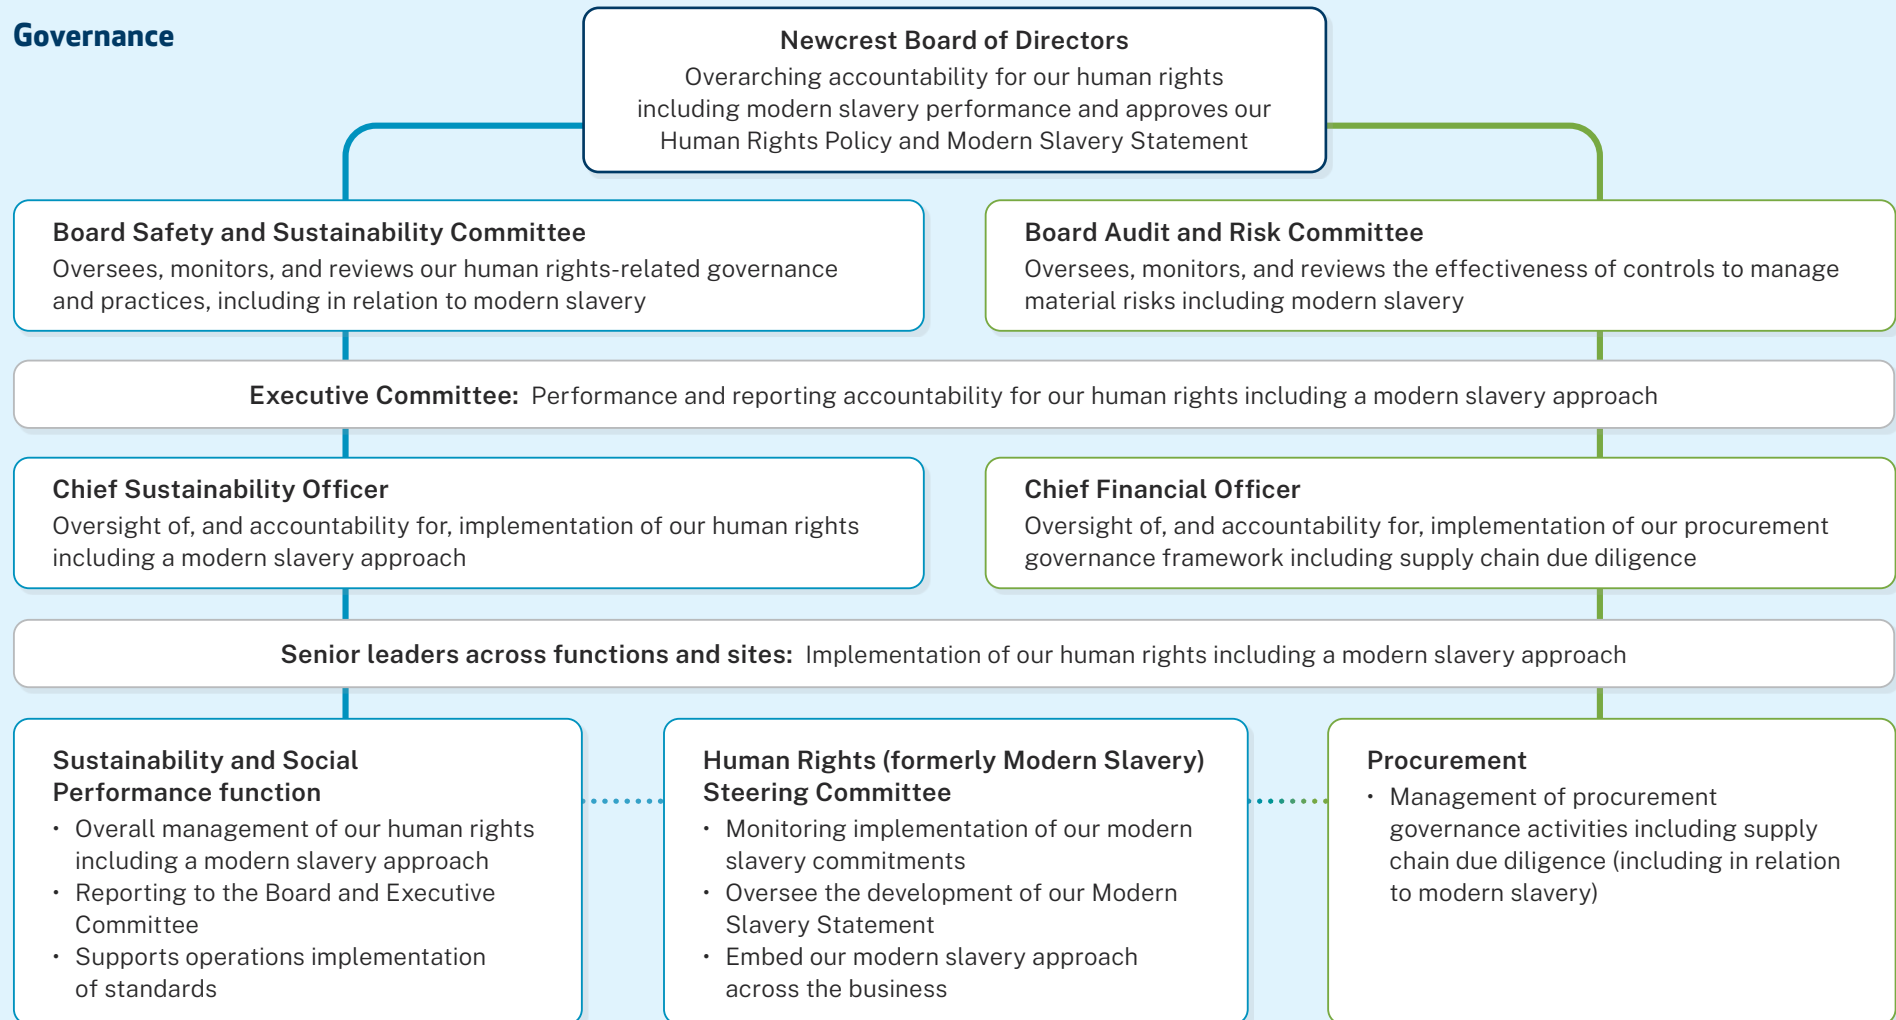 Governance
Newcrest Board of Directors
Overarching accountability for our human rights
including modern slavery performance and approves our
Human Rights Policy and Modern Slavery Statement
Board Safety and Sustainability Committee
Oversees, monitors, and reviews our human rights-related governance
and practices, including in relation to modern slavery
Board Audit and Risk Committee
Oversees, monitors, and reviews the effectiveness of controls to manage
material risks including modern slavery
Executive Committee: Performance and reporting accountability for our human rights including a modern slavery approach
Chief Sustainability Officer
Oversight of, and accountability for, implementation of our human rights
including a modern slavery approach
Chief Financial Officer
Oversight of, and accountability for, implementation of our procurement
governance framework including supply chain due diligence
Senior leaders across functions and sites: Implementation of our human rights including a modern slavery approach
Sustainability and Social
Performance function
• Overall management of our human rights
including a modern slavery approach
• Reporting to the Board and Executive
Committee
• Supports operations implementation
of standards
Human Rights (formerly Modern Slavery)
Steering Committee
• Monitoring implementation of our modern
slavery commitments
• Oversee the development of our Modern
Slavery Statement
• Embed our modern slavery approach
across the business
Procurement
• Management of procurement
governance activities including supply
chain due diligence (including in relation
to modern slavery)